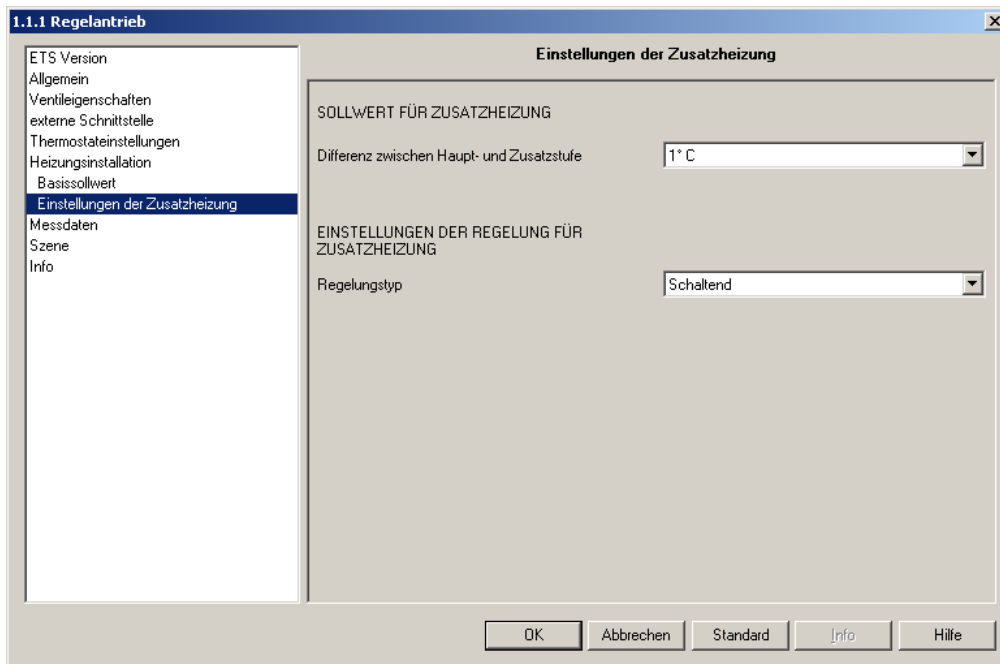 1.1.1 Regelantrieb
ETS Version
Allgemein
Ventileigenschaften
externe Schnittstelle
Thermostateinstellungen
Heizungsinstallation
Basissollwert
Einstellungen der Zusatzheizung
Messdaten
Szene
Info
Einstellungen der Zusatzheizung
SOLLWERT FÜR ZUSATZHEIZUNG
Differenz zwischen Haupt- und Zusatzstufe
1° C
EINSTELLUNGEN DER REGELUNG FÜR
ZUSATZHEIZUNG
Regelungstyp
Schaltend
OK
Abbrechen
Standard
Info
Hilfe